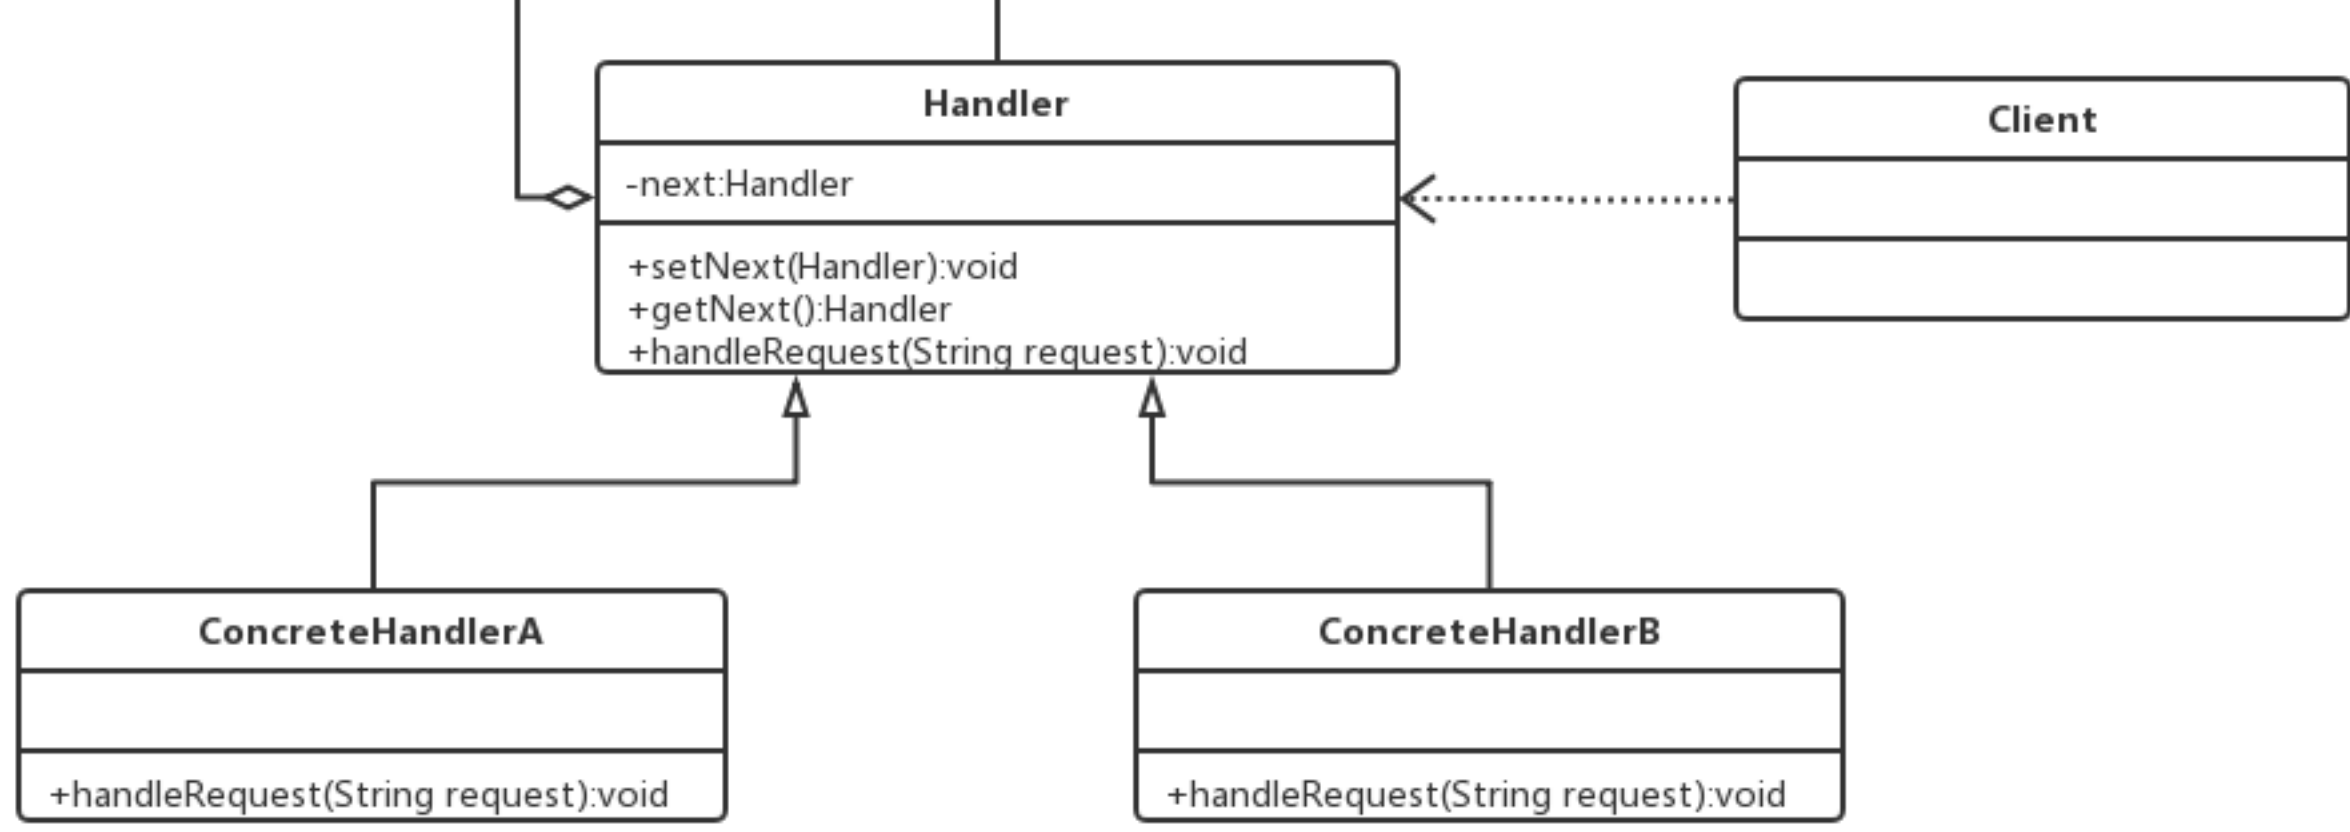 Handler
-next:Handler
+setNext(Handler):void
+getNext():Handler
+handleRequest(String request):void
Client
ConcreteHandlerA
+handleRequest(String request):void
ConcreteHandlerB
+handleRequest(String request):void